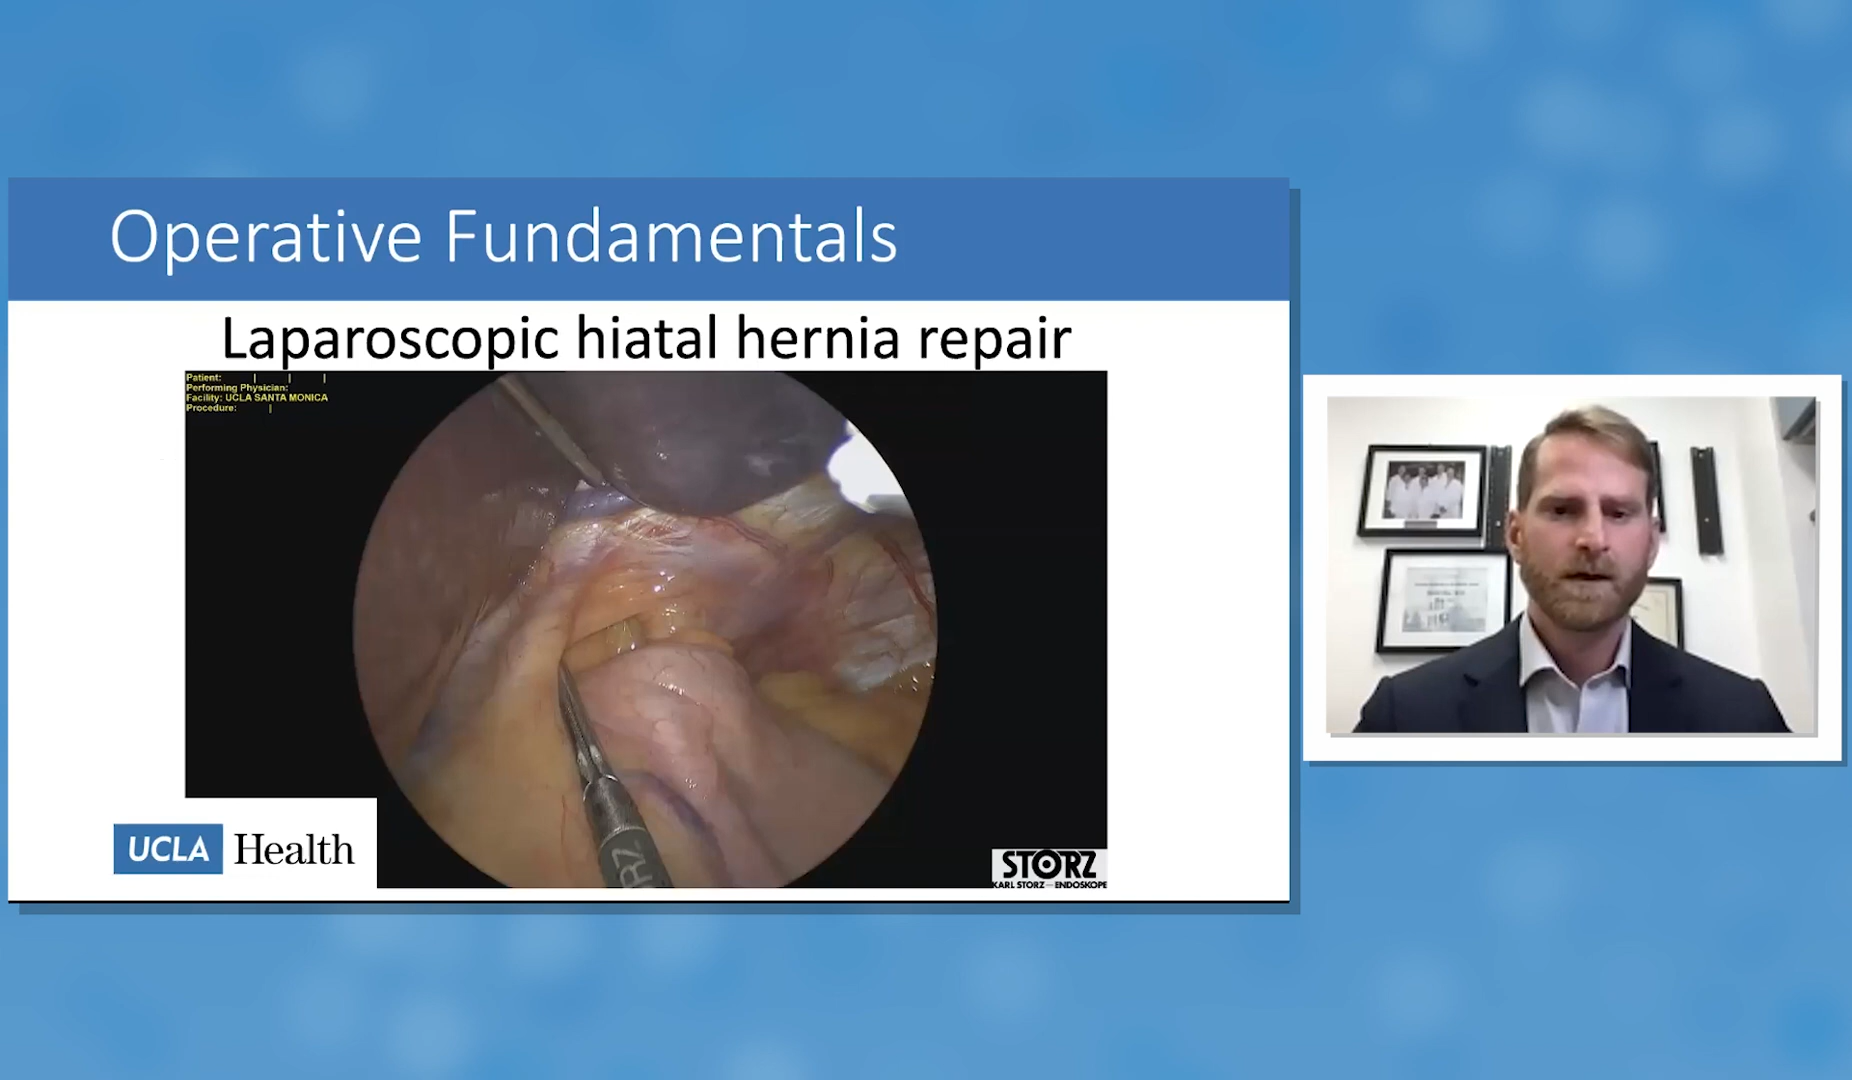 Operative Fundamentals
Laparoscopic hiatal hernia repair
Patient:
Performing Physician:
Facility: UCLA SANTA MONICA
Procedure:
RZ
UCLA Health
STORZ
KARL STORZ—ENDOSKOPE